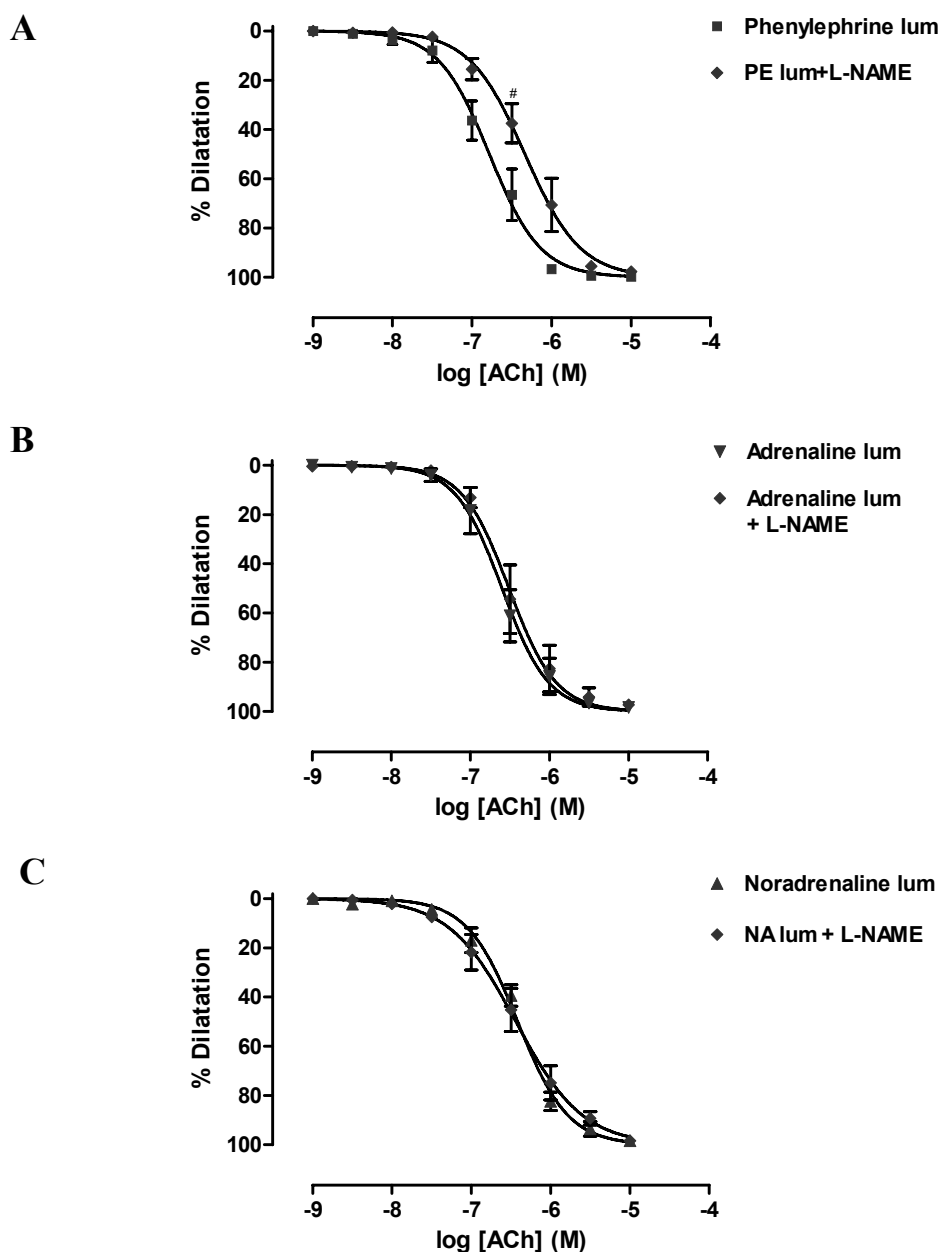 A
Phenylephrine lum
PE lum+L-NAME
#
0
20
40
60
80
100
% Dilatation
-9 -8 -7 -6 -5 -4
log [ACh] (M)
B
Adrenaline lum
Adrenaline lum
+ L-NAME
0
20
40
60
80
100
% Dilatation
-9 -8 -7 -6 -5 -4
log [ACh] (M)
C
Noradrenaline lum
NA lum + L-NAME
0
20
40
60
80
100
% Dilatation
-9 -8 -7 -6 -5 -4
log [ACh] (M)